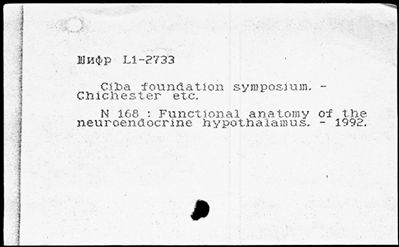 Шифр L1-2733
Ciba foundation symposium. -
Chichester etc.
N 168 : Functional anatomy of the
neuroendocrine hypothalamus. - 1992.